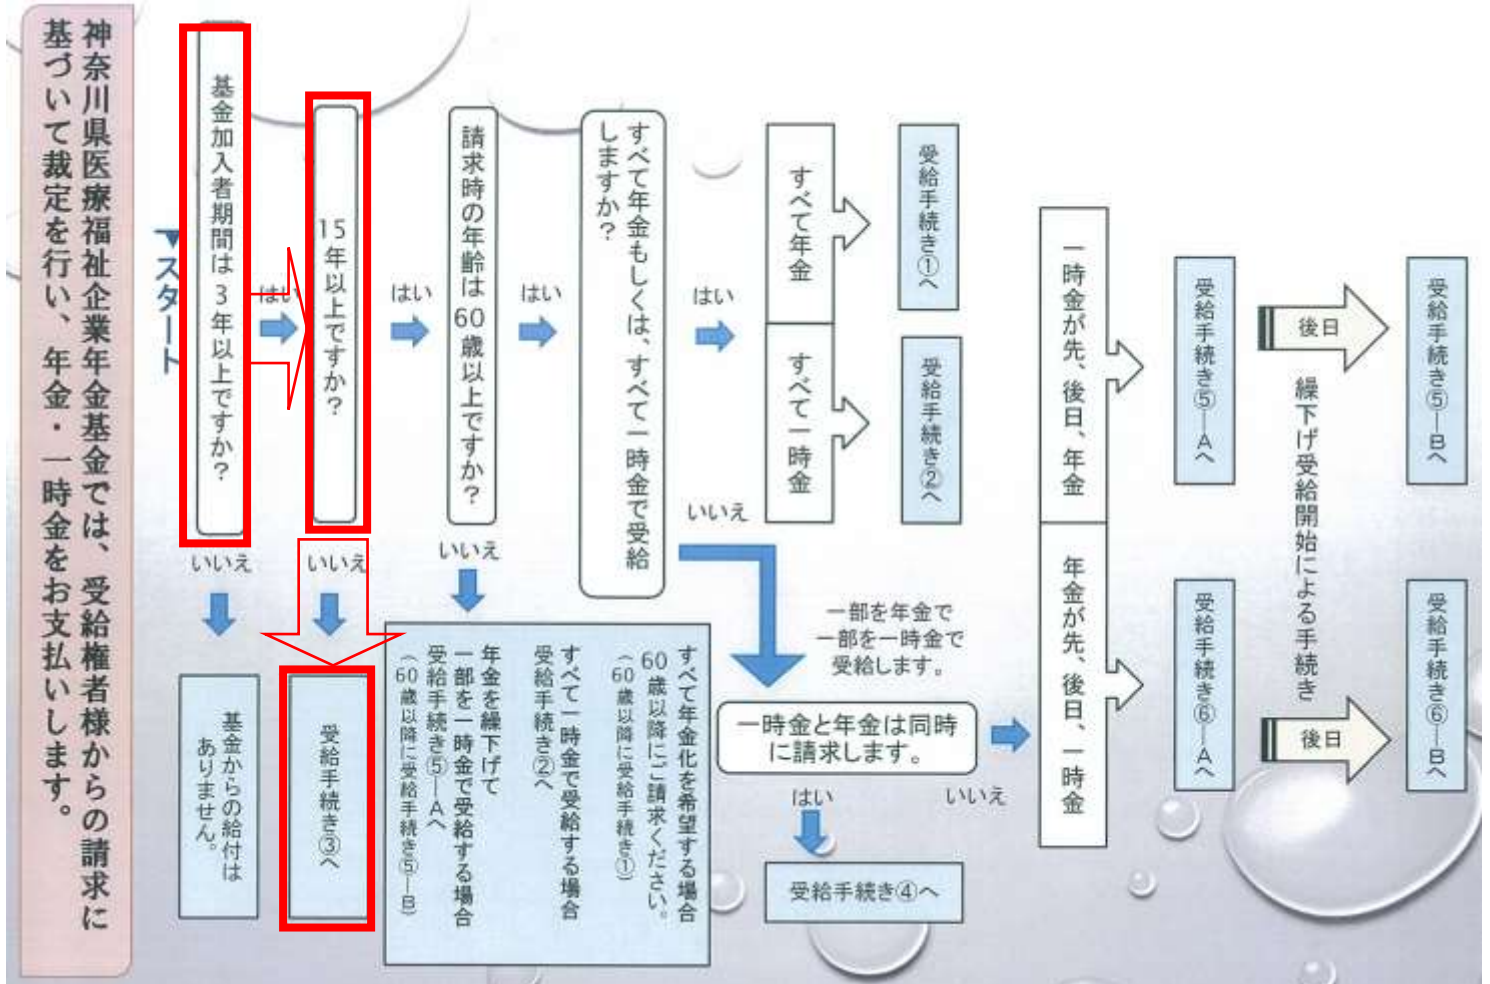 神奈川県医療福祉企業年金基金では、受給権者様からの請求に
基づいて裁定を行い、年金・一時金をお支払いします。
▼スタート
基金加入者期間は3年以上ですか？
はい
いいえ
基金からの給付は
ありません。
15年以上ですか？
はい
いいえ
受給手続き③へ
請求時の年齢は60歳以上ですか？
はい
いいえ
すべて年金化を希望する場合
60歳以降にご請求ください。
（60歳以降に受給手続き①）
すべて一時金で受給する場合
受給手続き②へ
年金を繰下げて
一部を一時金で受給する場合
受給手続き⑤―Aへ
（60歳以降に受給手続き⑤―B）
すべて年金もしくは、すべて一時金で受給
しますか？
はい
いいえ
すべて年金
受給手続き①へ
すべて一時金
受給手続き②へ
一部を年金で
一部を一時金で
受給します。
一時金と年金は同時
に請求します。
はい
いいえ
受給手続き④へ
一時金が先、後日、年金
受給手続き⑤―Aへ
後日
受給手続き⑤―Bへ
繰下げ受給開始による手続き
年金が先、後日、一時金
受給手続き⑥―Aへ
後日
受給手続き⑥―Bへ